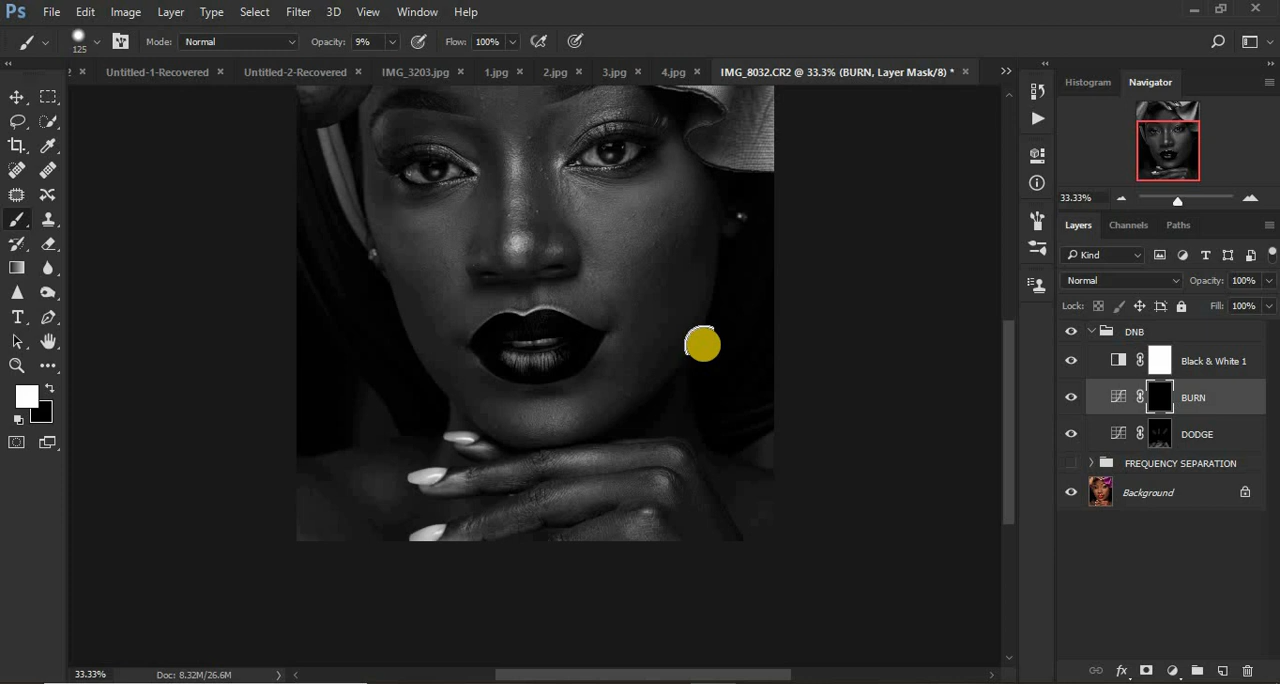 Ps File Edit Image Layer Type Select Filter 3D View Window Help
125 Mode: Normal Opacity: 9% Flow: 100%
2 × Untitled-1-Recovered × Untitled-2-Recovered × IMG_3203.jpg × 1.jpg × 2.jpg × 3.jpg × 4.jpg × IMG_8032.CR2 @ 33.3% (BURN, Layer Mask/8) * ×
Histogram Navigator
33.33%
Layers Channels Paths
Kind
Normal Opacity: 100%
Lock: Fill: 100%
DNB
Black & White 1
BURN
DODGE
FREQUENCY SEPARATION
Background
33.33% Doc: 8.32M/26.6M